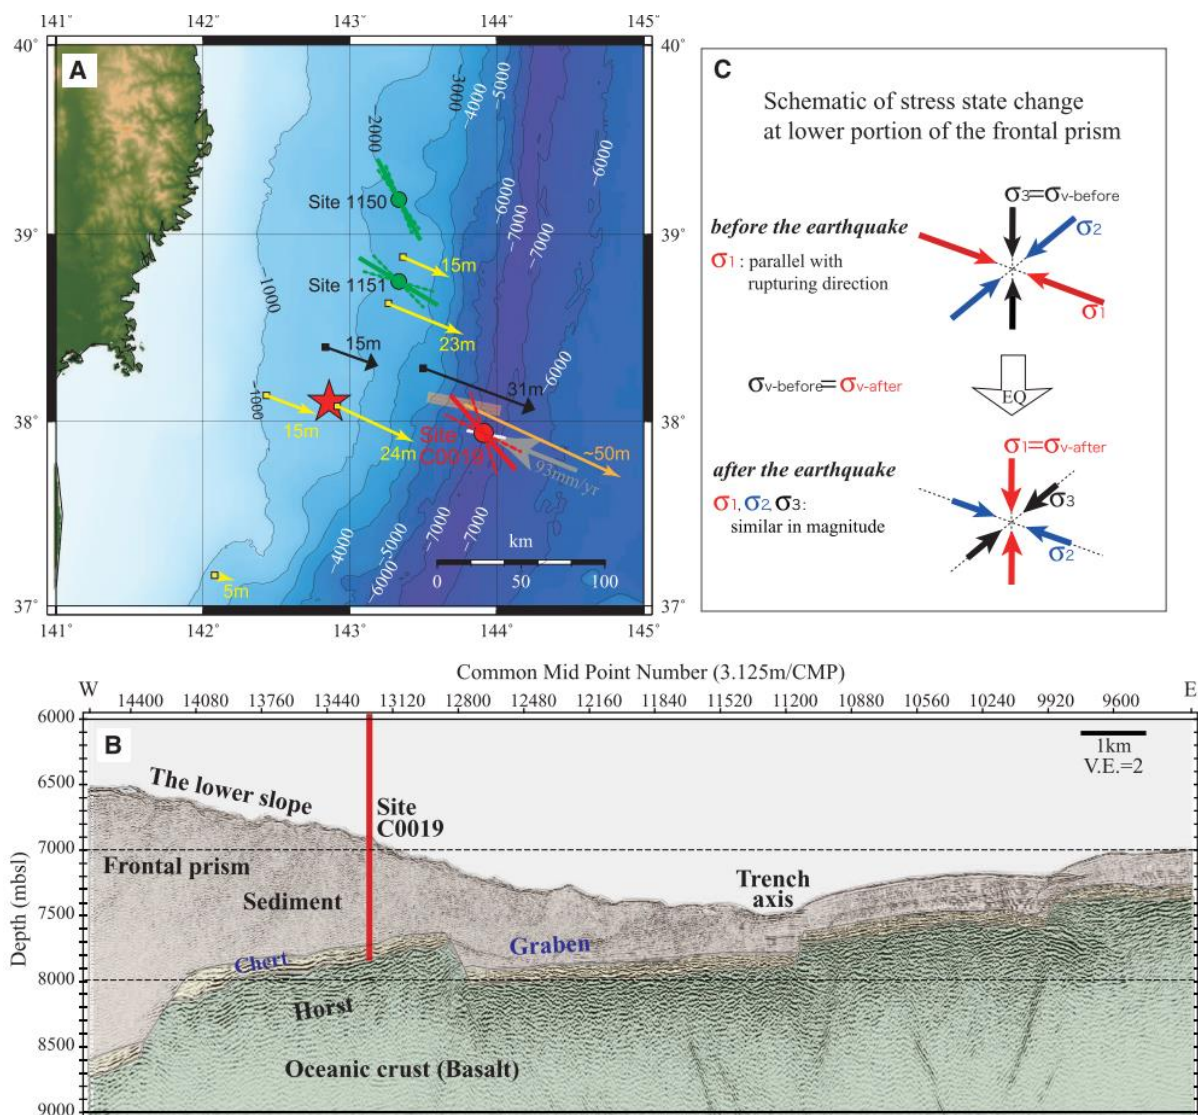 141° 142° 143° 144° 145°
40° 40°
A
-3000
-4000
-5000
-2000
Site 1150
-6000
-6000
-7000
39° 39°
-7000
15m
Site 1151
-1000
23m
15m
31m
-6000
-1000
38° 38°
15m
24m
Site
C0019
~50m
93mm/yr
-7000
-7000
-4000
-5000
-6000
km
0 50 100
5m
37° 37°
141° 142° 143° 144° 145°
C
Schematic of stress state change
at lower portion of the frontal prism
σ3=σv-before
before the earthquake
σ2
σ1 : parallel with
rupturing direction
σ1
σv-before=σv-after
EQ
σ1=σv-after
after the earthquake
σ1, σ2, σ3:
similar in magnitude
σ3
σ2
Common Mid Point Number (3.125m/CMP)
W E
14400 14080 13760 13440 13120 12800 12480 12160 11840 11520 11200 10880 10560 10240 9920 9600
6000
B
1km
V.E.=2
The lower slope
6500
Site
C0019
7000
Frontal prism
Sediment
Trench
axis
7500
Depth (mbsl)
Graben
Chert
8000
Horst
8500
Oceanic crust (Basalt)
9000